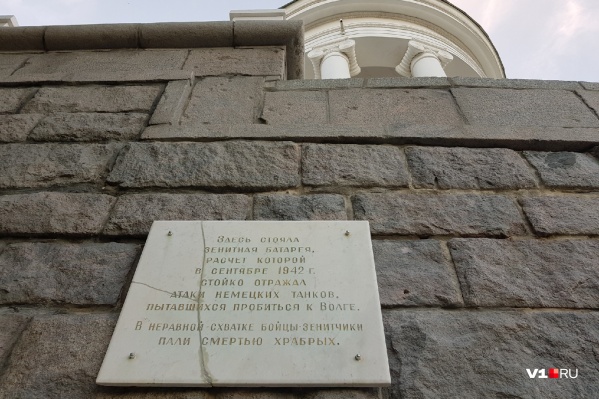 Здесь стояла
зенитная батарея,
расчет которой
в сентябре 1942 г.
стойко отражал
атаки немецких танков,
пытавшихся пробиться к Волге.
В неравной схватке бойцы зенитчики
пали смертью храбрых.
V1.RU